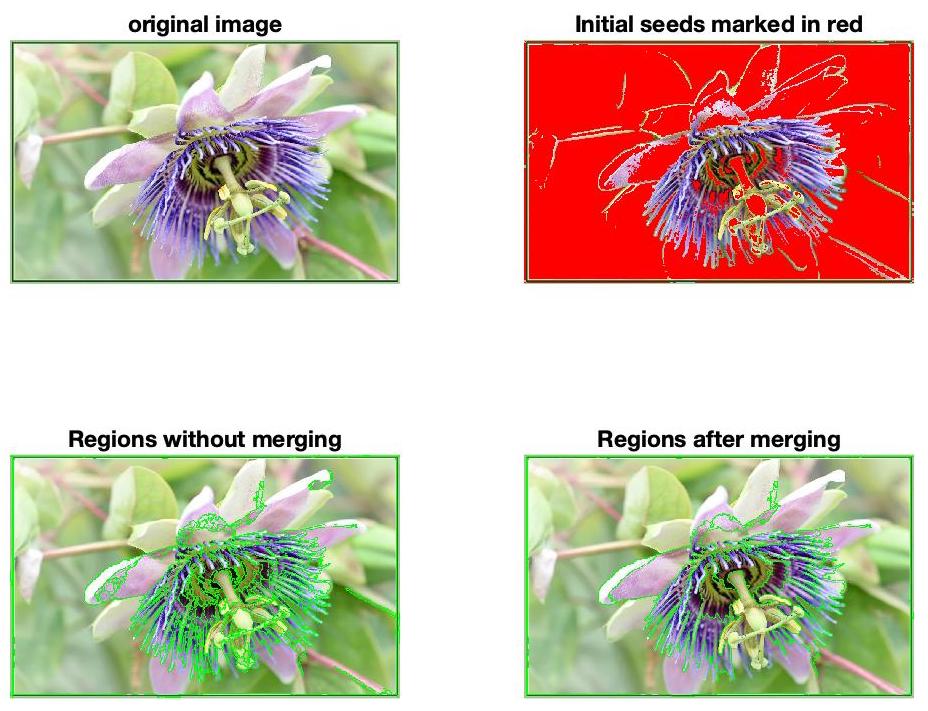 original image
Initial seeds marked in red
Regions without merging
Regions after merging